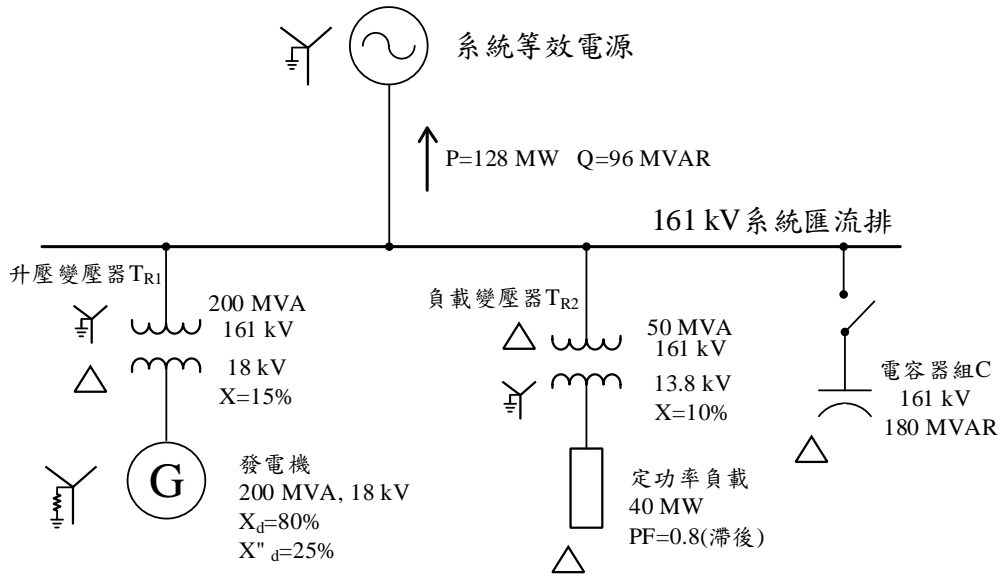 系統等效電源
P=128 MW Q=96 MVAR
161 kV系統匯流排
升壓變壓器TR1
200 MVA
161 kV
18 kV
X=15%
G
發電機
200 MVA, 18 kV
Xd=80%
X"d=25%
負載變壓器TR2
50 MVA
161 kV
13.8 kV
X=10%
定功率負載
40 MW
PF=0.8(滯後)
電容器組C
161 kV
180 MVAR